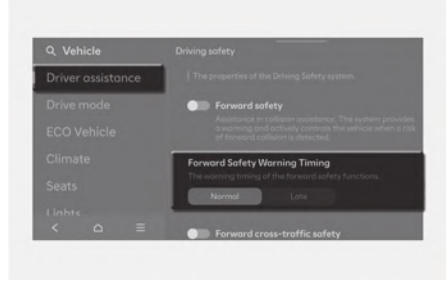 Vehicle
Driving safety
Driver assistance
The properties of the Driving Safety system.
Drive mode
Forward safety
Assistance in collision assistance. The system provides
a warning and actively controls the vehicle when a risk
of forward collision is detected.
ECO Vehicle
Climate
Forward Safety Warning Timing
The warning timing of the forward safety functions.
Seats
Normal
Late
Lights
Forward cross-traffic safety